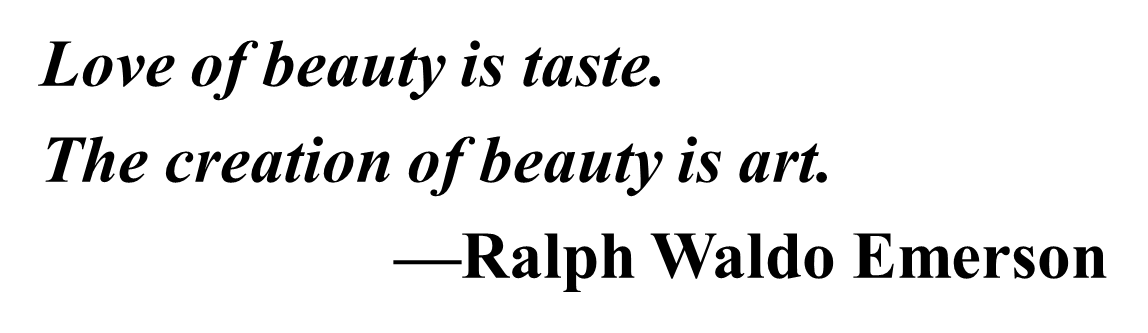 Love of beauty is taste.
The creation of beauty is art.
—Ralph Waldo Emerson